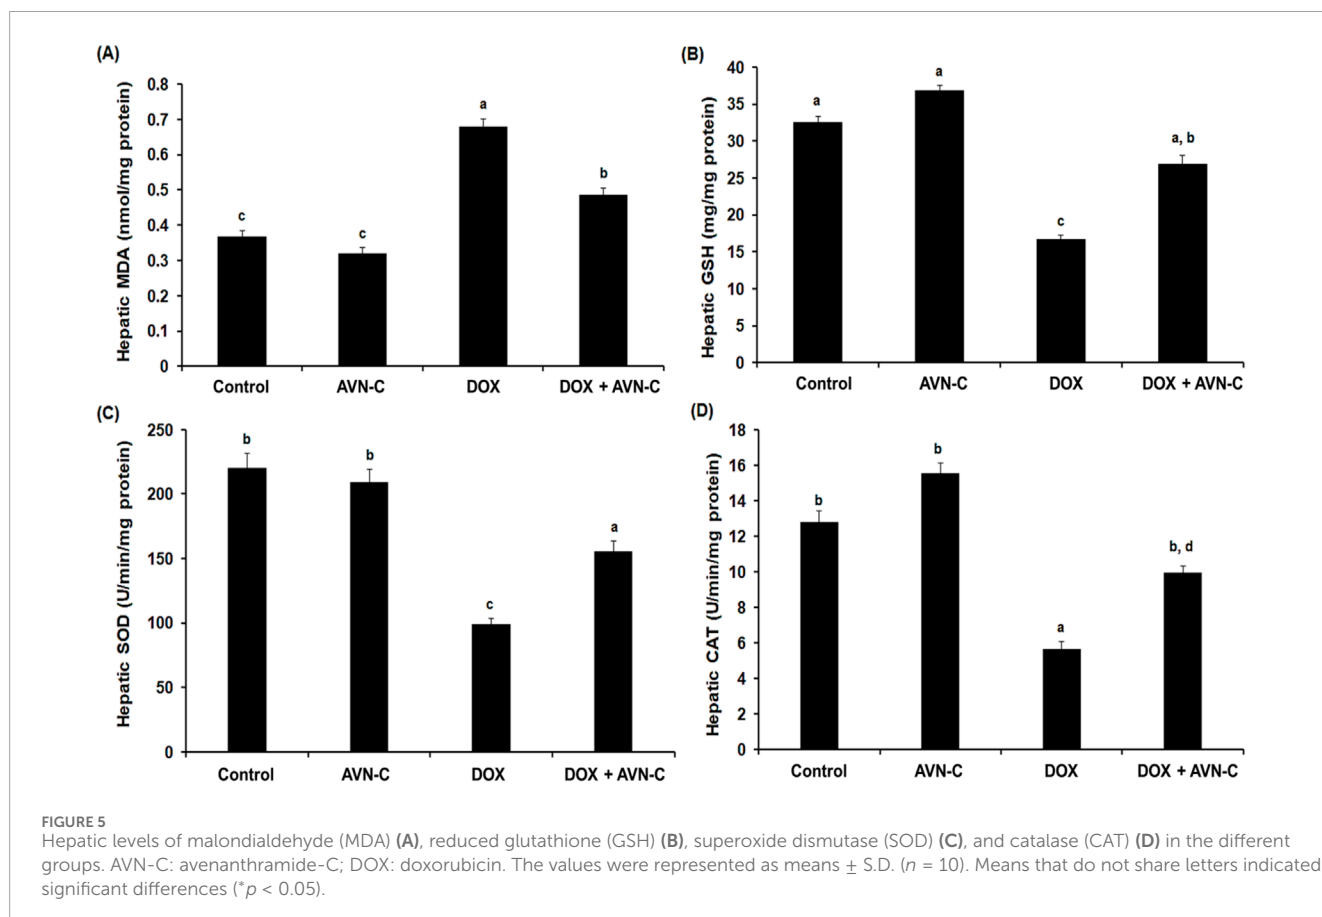 (A)
Hepatic MDA (nmol/mg protein)
0.8
0.7
0.6
0.5
0.4
0.3
0.2
0.1
0
c
c
a
b
Control
AVN-C
DOX
DOX + AVN-C
(B)
Hepatic GSH (mg/mg protein)
40
35
30
25
20
15
10
5
0
a
a
c
a, b
Control
AVN-C
DOX
DOX + AVN-C
(C)
Hepatic SOD (U/min/mg protein)
250
200
150
100
50
0
b
b
c
a
Control
AVN-C
DOX
DOX + AVN-C
(D)
Hepatic CAT (U/min/mg protein)
18
16
14
12
10
8
6
4
2
0
b
b
a
b, d
Control
AVN-C
DOX
DOX + AVN-C
FIGURE 5
Hepatic levels of malondialdehyde (MDA) (A), reduced glutathione (GSH) (B), superoxide dismutase (SOD) (C), and catalase (CAT) (D) in the different
groups. AVN-C: avenanthramide-C; DOX: doxorubicin. The values were represented as means ± S.D. (n = 10). Means that do not share letters indicated
significant differences (*p < 0.05).